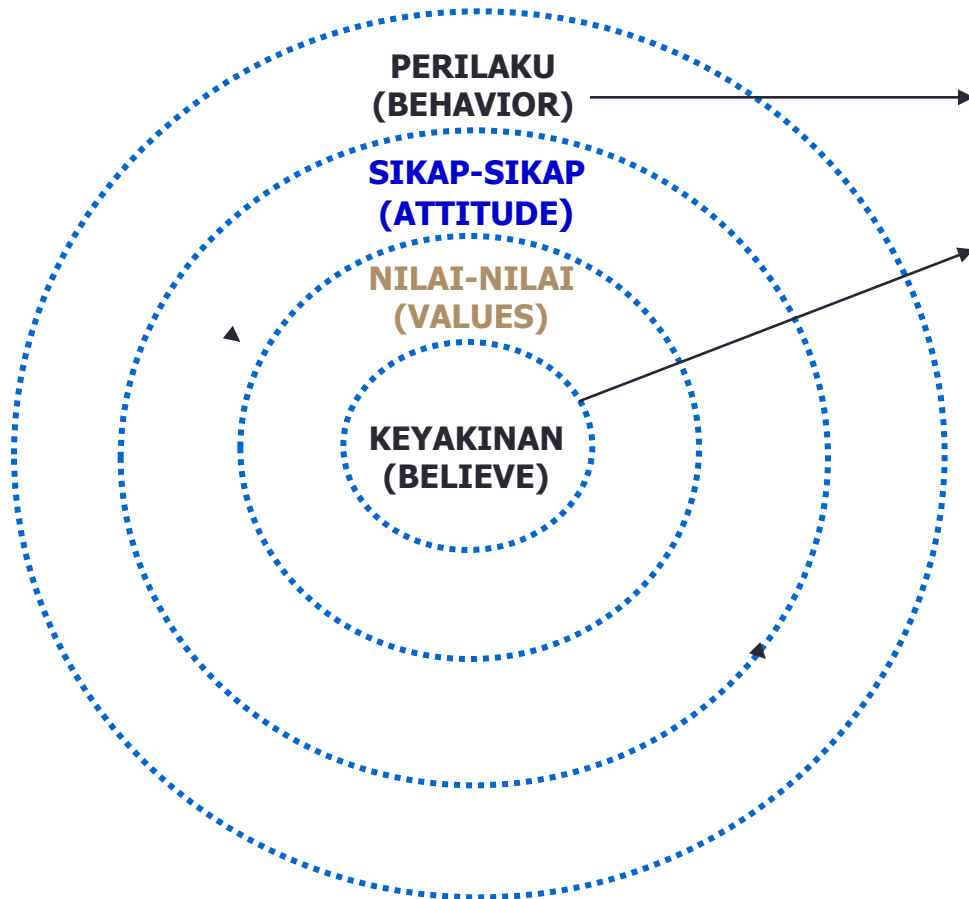 PERILAKU
(BEHAVIOR)
SIKAP-SIKAP
(ATTITUDE)
NILAI-NILAI
(VALUES)
KEYAKINAN
(BELIEVE)